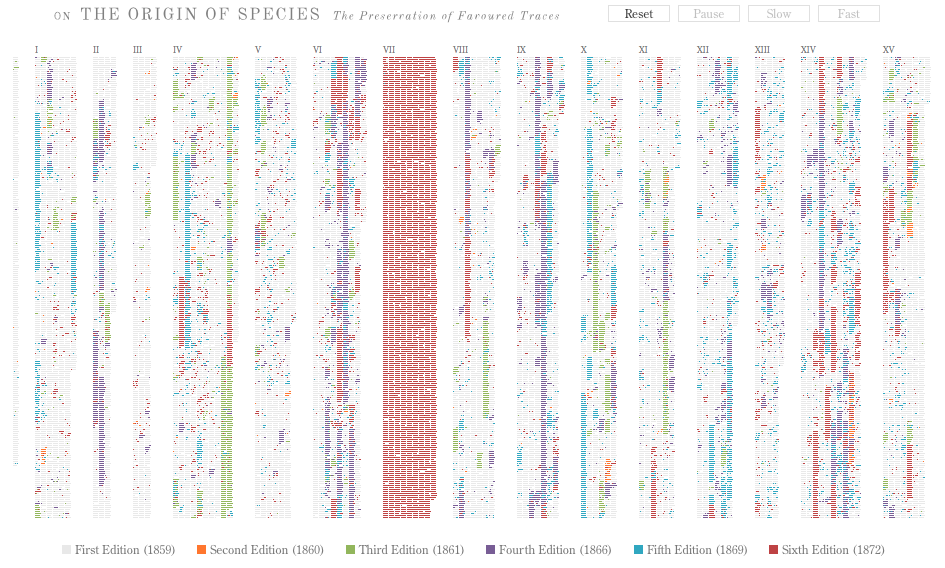 ON THE ORIGIN OF SPECIES The Preservation of Favoured Traces
Reset Pause Slow Fast
I II III IV V VI VII VIII IX X XI XII XIII XIV XV
First Edition (1859) Second Edition (1860) Third Edition (1861) Fourth Edition (1866) Fifth Edition (1869) Sixth Edition (1872)